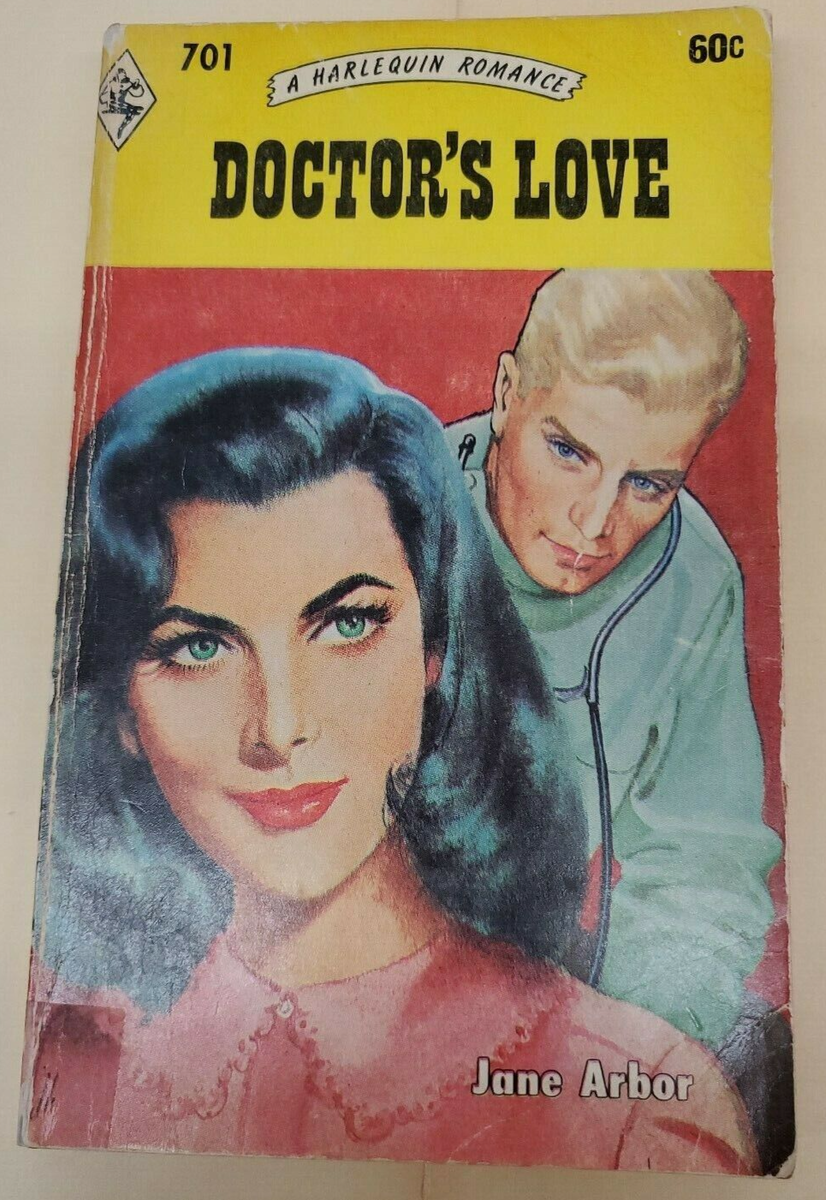 701
60c
A HARLEQUIN ROMANCE
DOCTOR'S LOVE
Jane Arbor